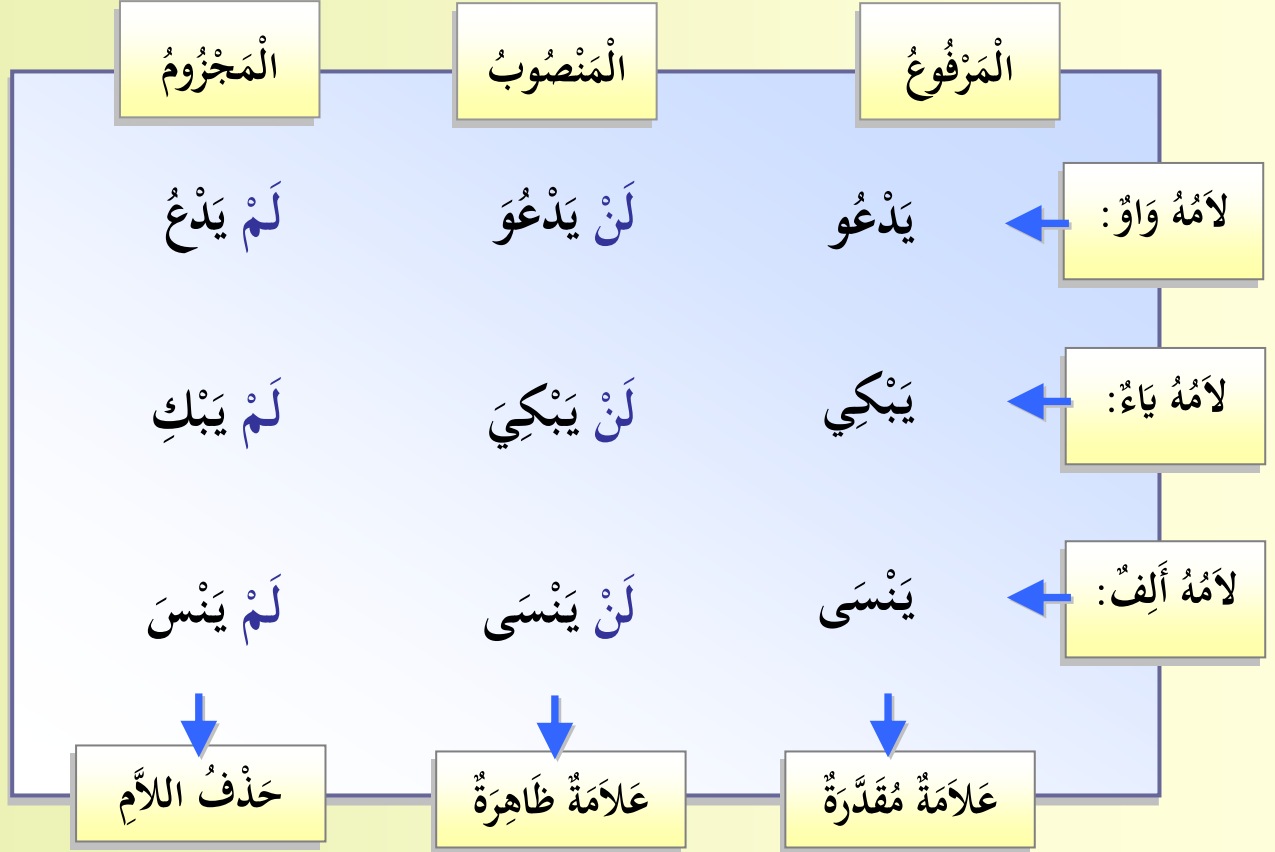 الْمَرْفُوعُ الْمَنْصُوبُ الْمَجْزُومُ
لاَمُهُ وَاوٌ: يَدْعُو لَنْ يَدْعُوَ لَمْ يَدْعُ
لاَمُهُ يَاءٌ: يَبْكِي لَنْ يَبْكِيَ لَمْ يَبْكِ
لاَمُهُ أَلِفٌ: يَنْسَى لَنْ يَنْسَى لَمْ يَنْسَ
عَلاَمَةٌ مُقَدَّرَةٌ عَلاَمَةٌ ظَاهِرَةٌ حَذْفُ اللاَّمِ